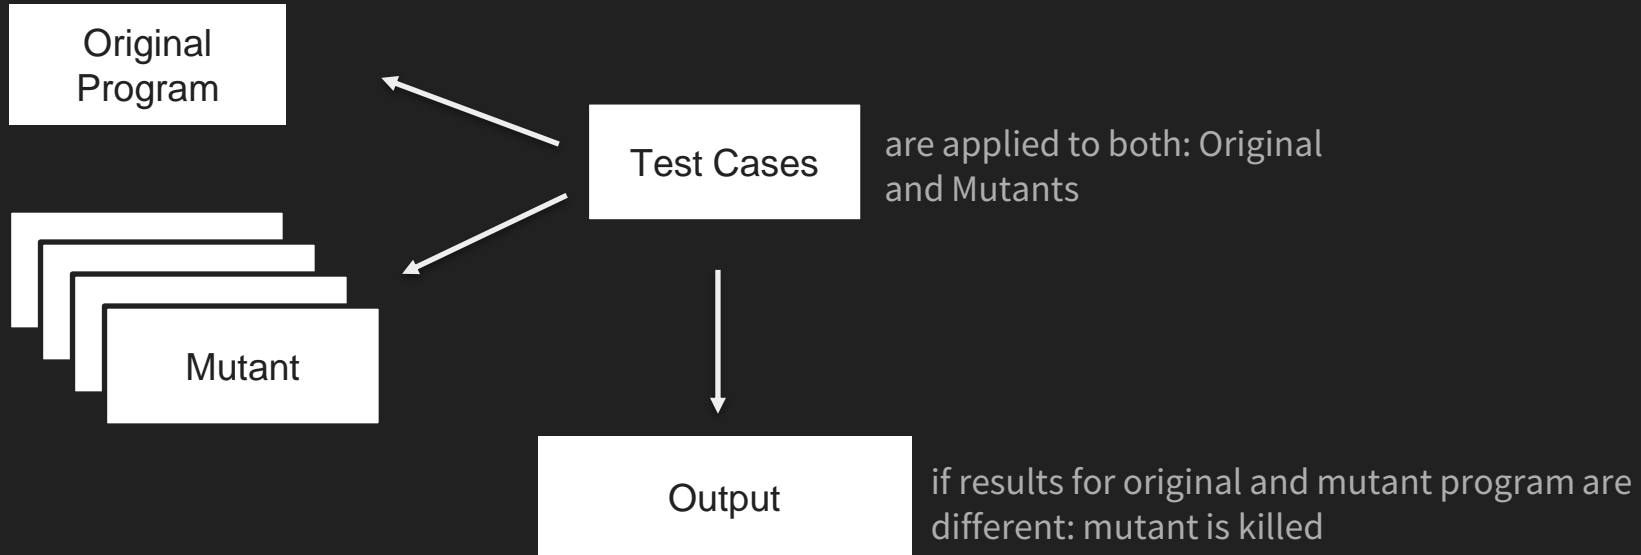 Original
Program
Test Cases
are applied to both: Original
and Mutants
Mutant
Output
if results for original and mutant program are
different: mutant is killed